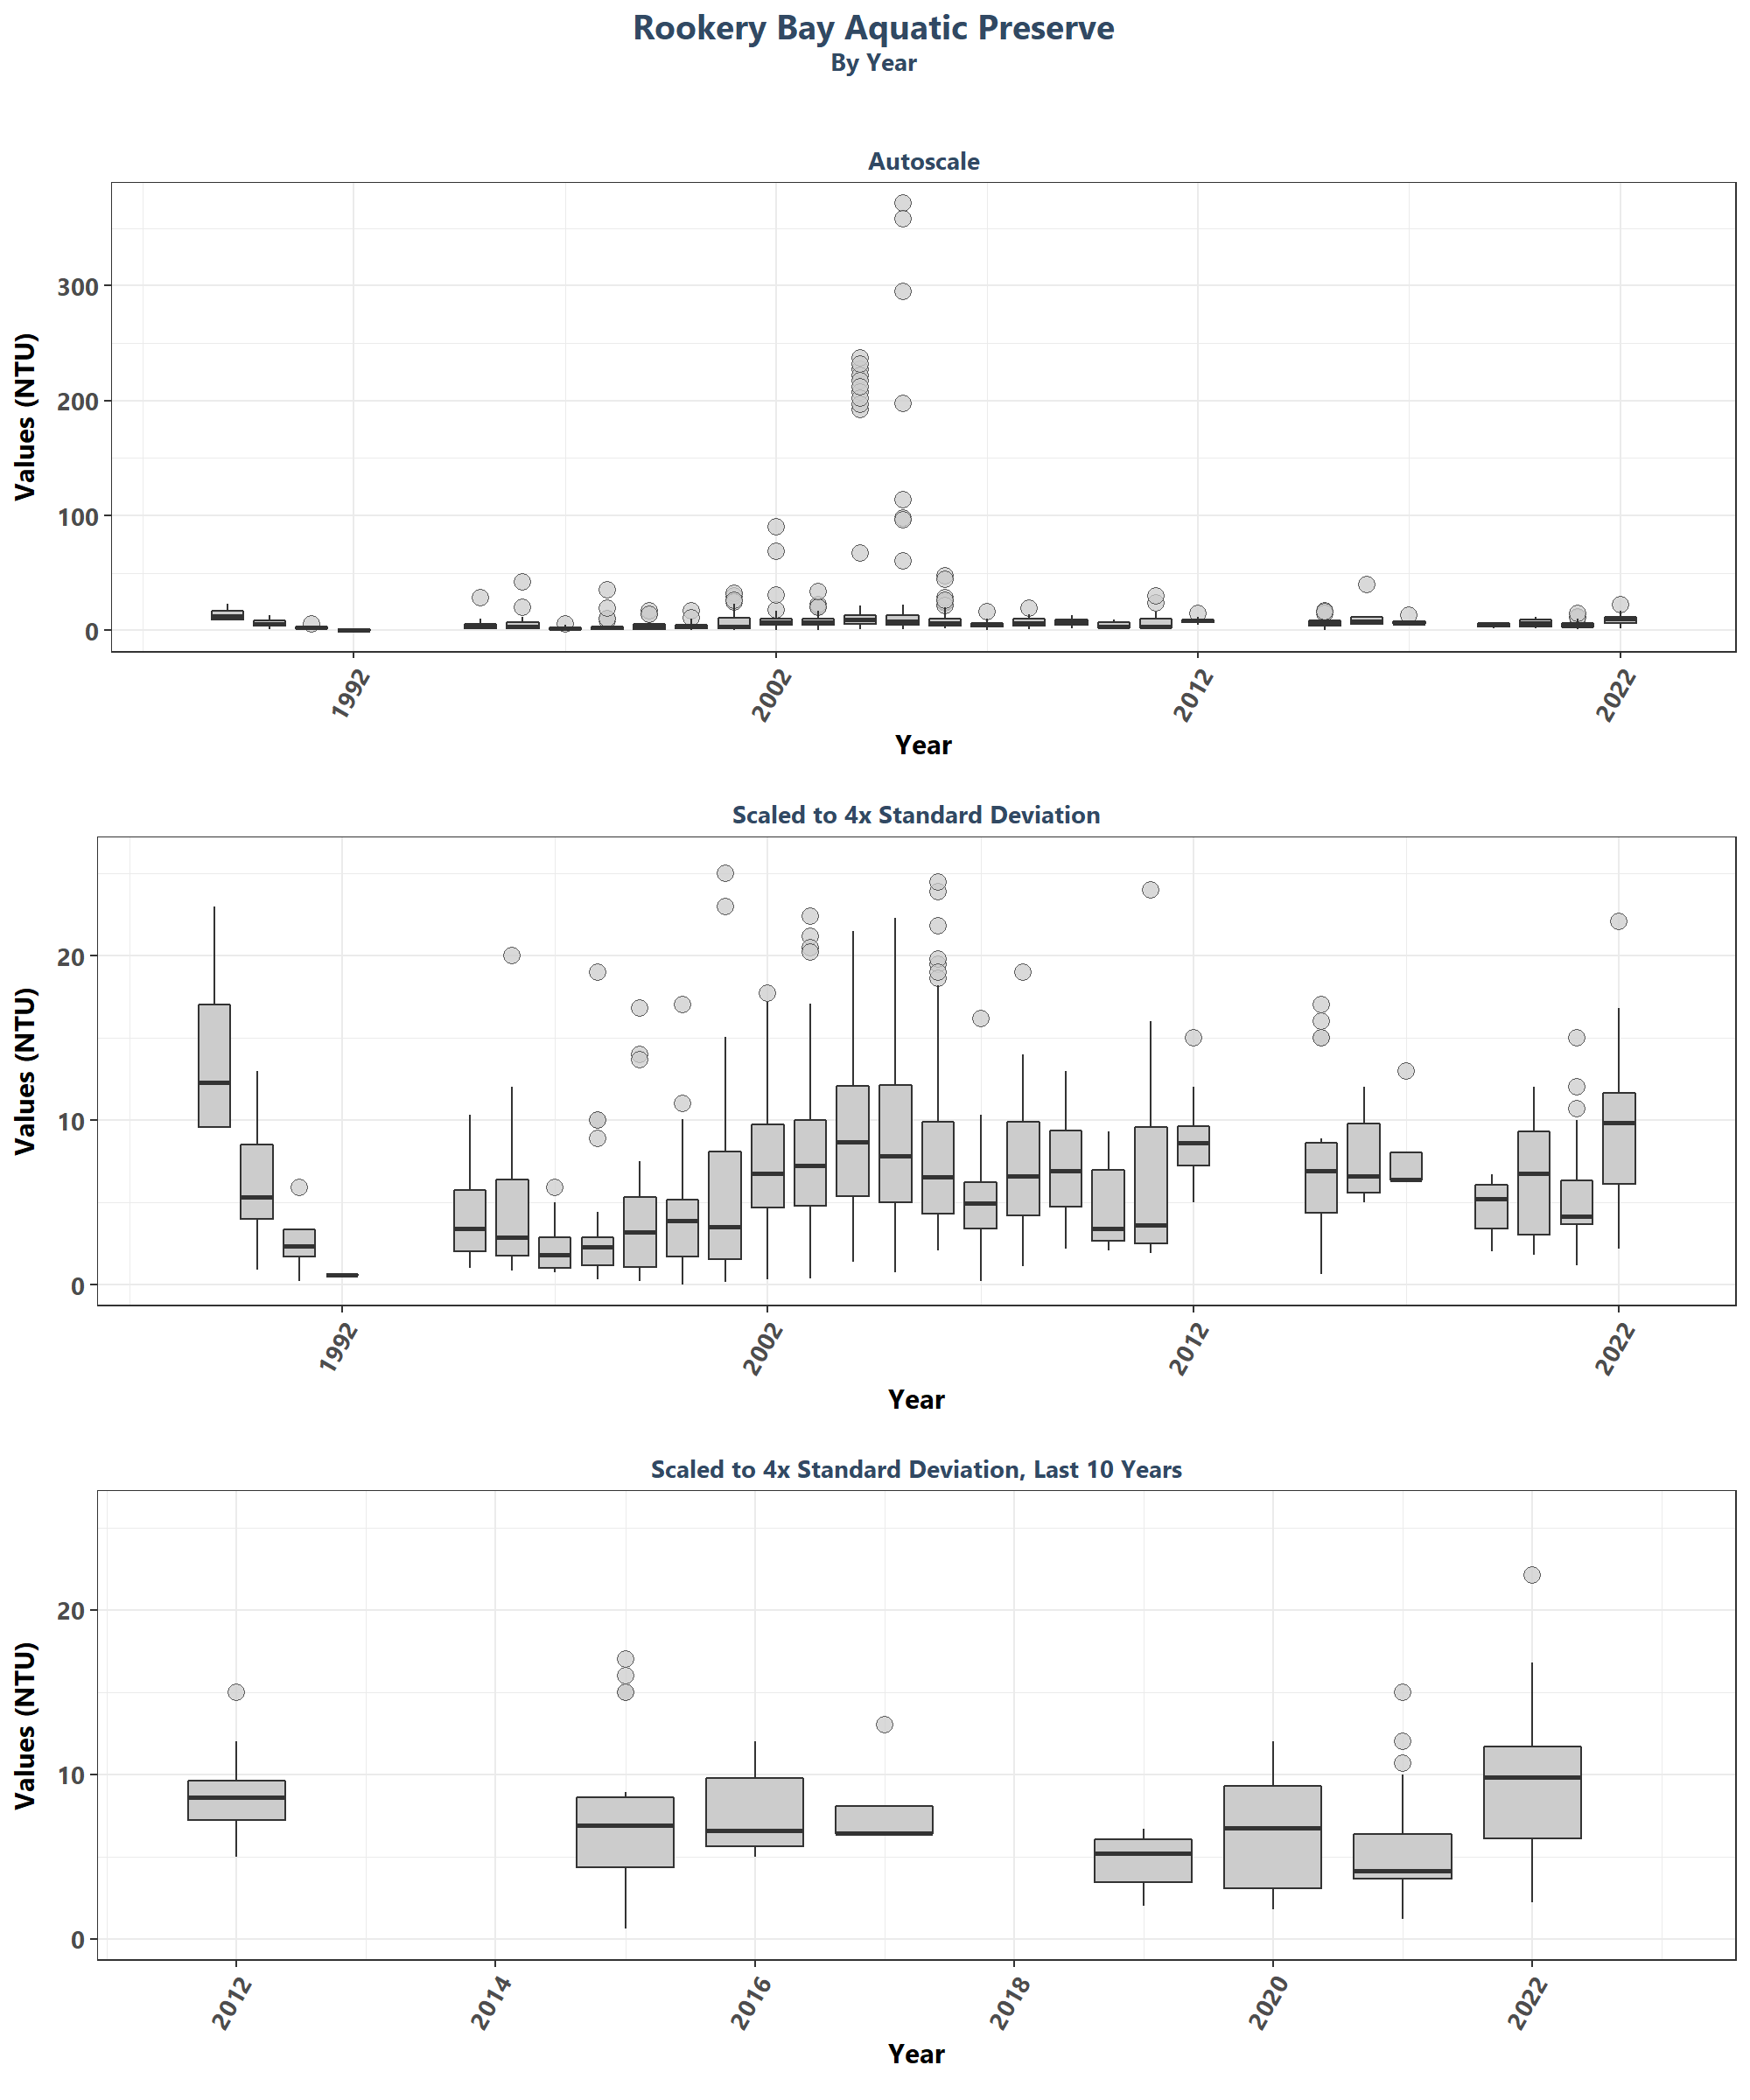 Rookery Bay Aquatic Preserve
By Year
Autoscale
Values (NTU)
300
200
100
0
1992
2002
2012
2022
Year
Scaled to 4x Standard Deviation
Values (NTU)
20
10
0
1992
2002
2012
2022
Year
Scaled to 4x Standard Deviation, Last 10 Years
Values (NTU)
20
10
0
2012
2014
2016
2018
2020
2022
Year